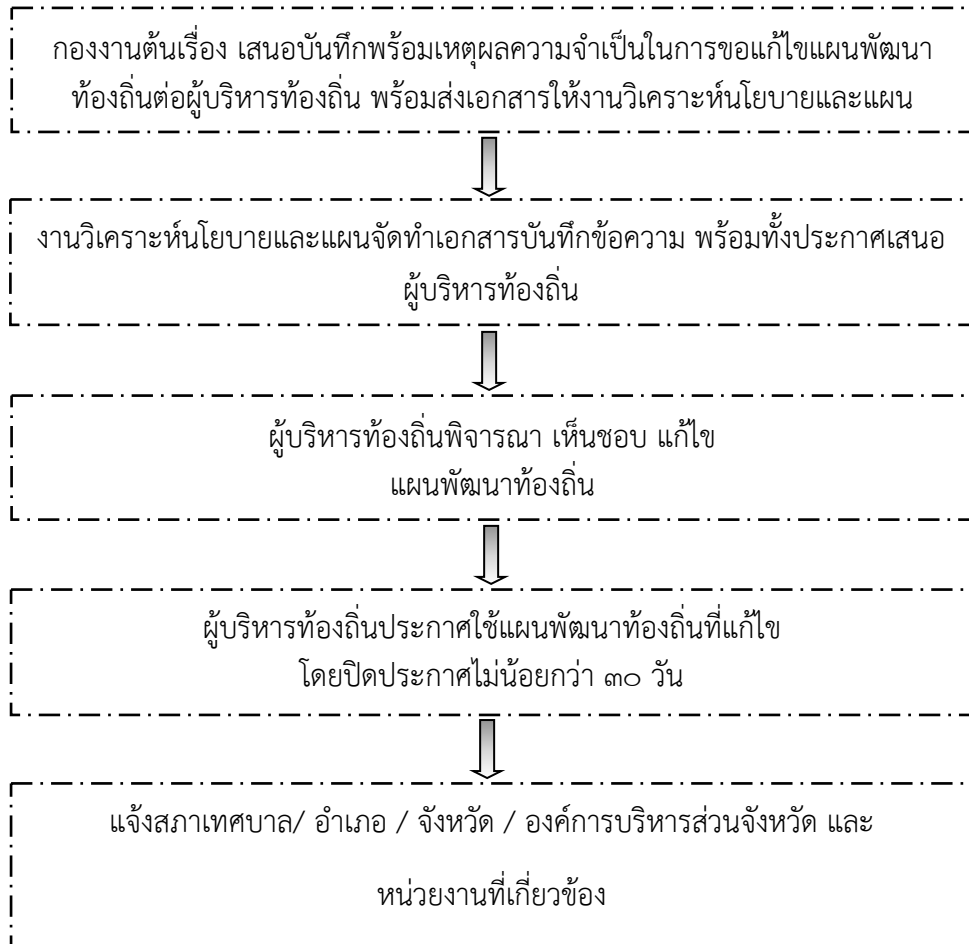 กองงานต้นเรื่อง เสนอบันทึกพร้อมเหตุผลความจำเป็นในการขอแก้ไขแผนพัฒนา
ท้องถิ่นต่อผู้บริหารท้องถิ่น พร้อมส่งเอกสารให้งานวิเคราะห์นโยบายและแผน
งานวิเคราะห์นโยบายและแผนจัดทำเอกสารบันทึกข้อความ พร้อมทั้งประกาศเสนอ
ผู้บริหารท้องถิ่น
ผู้บริหารท้องถิ่นพิจารณา เห็นชอบ แก้ไข
แผนพัฒนาท้องถิ่น
ผู้บริหารท้องถิ่นประกาศใช้แผนพัฒนาท้องถิ่นที่แก้ไข
โดยปิดประกาศไม่น้อยกว่า ๓๐ วัน
แจ้งสภาเทศบาล/ อำเภอ / จังหวัด / องค์การบริหารส่วนจังหวัด และ
หน่วยงานที่เกี่ยวข้อง